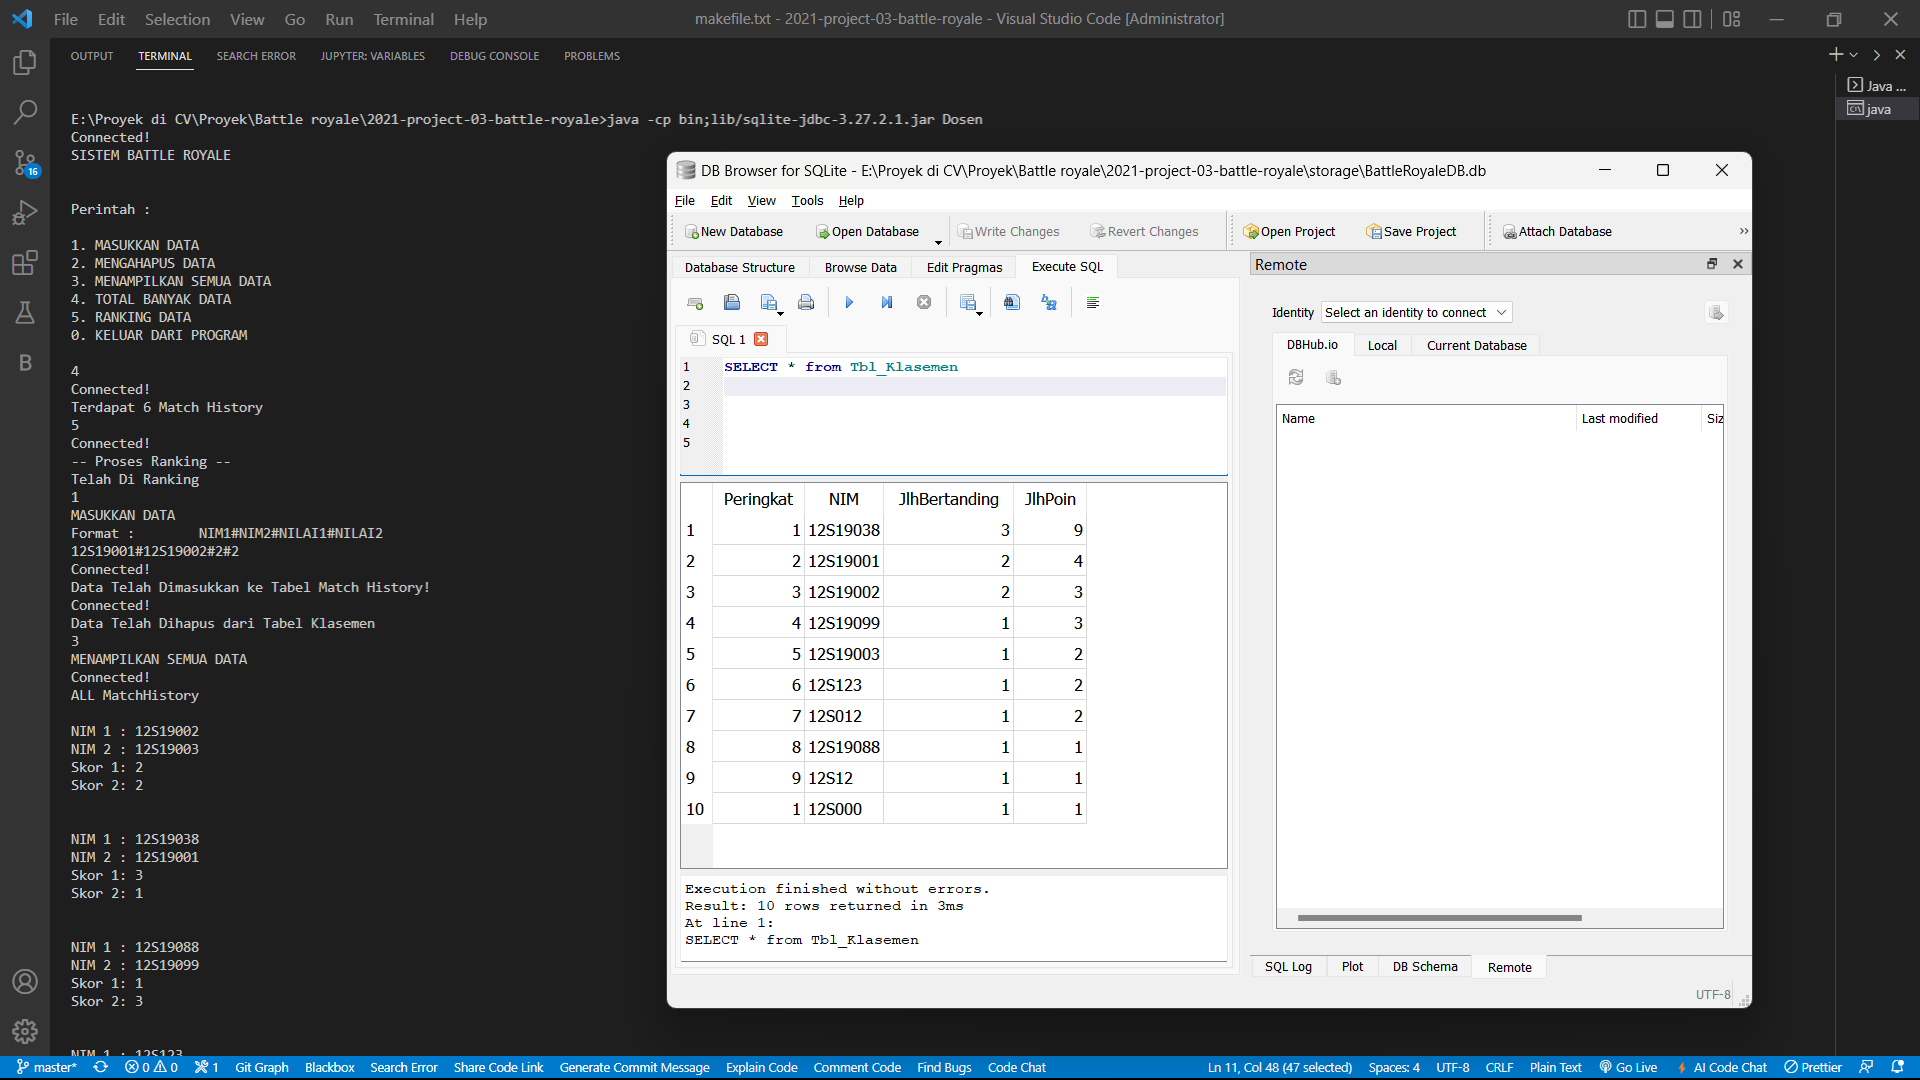 File Edit Selection View Go Run Terminal Help
makefile.txt - 2021-project-03-battle-royale - Visual Studio Code [Administrator]
OUTPUT TERMINAL SEARCH ERROR JUPYTER: VARIABLES DEBUG CONSOLE PROBLEMS
Java ...
java
16
B
E:\Proyek di CV\Proyek\Battle royale\2021-project-03-battle-royale>java -cp bin;lib/sqlite-jdbc-3.27.2.1.jar Dosen
Connected!
SISTEM BATTLE ROYALE
Perintah :
1. MASUKKAN DATA
2. MENGAHAPUS DATA
3. MENAMPILKAN SEMUA DATA
4. TOTAL BANYAK DATA
5. RANKING DATA
0. KELUAR DARI PROGRAM
4
Connected!
Terdapat 6 Match History
5
Connected!
-- Proses Ranking --
Telah Di Ranking
1
MASUKKAN DATA
Format : NIM1#NIM2#NILAI1#NILAI2
12S19001#12S19002#2#2
Connected!
Data Telah Dimasukkan ke Tabel Match History!
Connected!
Data Telah Dihapus dari Tabel Klasemen
3
MENAMPILKAN SEMUA DATA
Connected!
ALL MatchHistory
NIM 1 : 12S19002
NIM 2 : 12S19003
Skor 1: 2
Skor 2: 2
NIM 1 : 12S19038
NIM 2 : 12S19001
Skor 1: 3
Skor 2: 1
NIM 1 : 12S19088
NIM 2 : 12S19099
Skor 1: 1
Skor 2: 3
NIM 1 : 12S123
DB Browser for SQLite - E:\Proyek di CV\Proyek\Battle royale\2021-project-03-battle-royale\storage\BattleRoyaleDB.db
File Edit View Tools Help
New Database Open Database Write Changes Revert Changes Open Project Save Project Attach Database »
Database Structure Browse Data Edit Pragmas Execute SQL
SQL 1
1 SELECT * from Tbl_Klasemen
2
3
4
5
Peringkat NIM JlhBertanding JlhPoin
1 1 12S19038 3 9
2 2 12S19001 2 4
3 3 12S19002 2 3
4 4 12S19099 1 3
5 5 12S19003 1 2
6 6 12S123 1 2
7 7 12S012 1 2
8 8 12S19088 1 1
9 9 12S12 1 1
10 1 12S000 1 1
Execution finished without errors.
Result: 10 rows returned in 3ms
At line 1:
SELECT * from Tbl_Klasemen
Remote
Identity Select an identity to connect
DBHub.io Local Current Database
Name Last modified Siz
SQL Log Plot DB Schema Remote
UTF-8
master* 0 0 1 Git Graph Blackbox Search Error Share Code Link Generate Commit Message Explain Code Comment Code Find Bugs Code Chat Ln 11, Col 48 (47 selected) Spaces: 4 UTF-8 CRLF Plain Text Go Live AI Code Chat Prettier